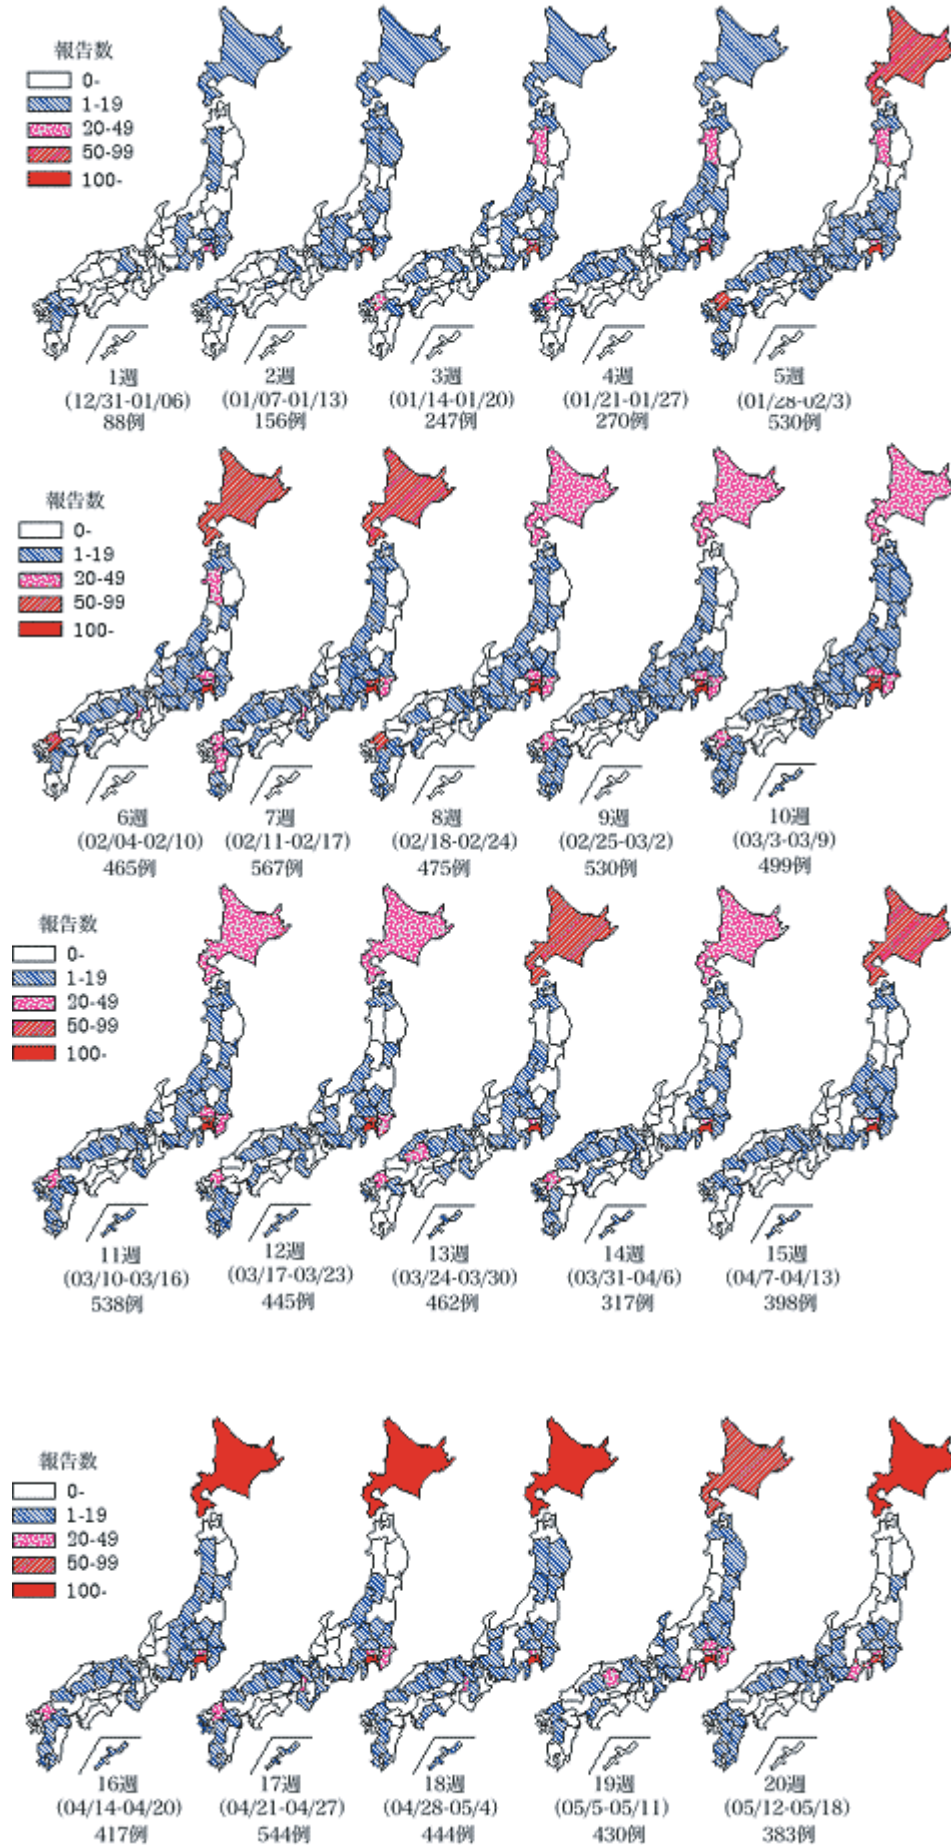 報告数
0-
1-19
20-49
50-99
100-
1週
(12/31-01/06)
88例
2週
(01/07-01/13)
156例
3週
(01/14-01/20)
247例
4週
(01/21-01/27)
270例
5週
(01/28-02/3)
530例
報告数
0-
1-19
20-49
50-99
100-
6週
(02/04-02/10)
465例
7週
(02/11-02/17)
567例
8週
(02/18-02/24)
475例
9週
(02/25-03/2)
530例
10週
(03/3-03/9)
499例
報告数
0-
1-19
20-49
50-99
100-
11週
(03/10-03/16)
538例
12週
(03/17-03/23)
445例
13週
(03/24-03/30)
462例
14週
(03/31-04/6)
317例
15週
(04/7-04/13)
398例
報告数
0-
1-19
20-49
50-99
100-
16週
(04/14-04/20)
417例
17週
(04/21-04/27)
544例
18週
(04/28-05/4)
444例
19週
(05/5-05/11)
430例
20週
(05/12-05/18)
383例